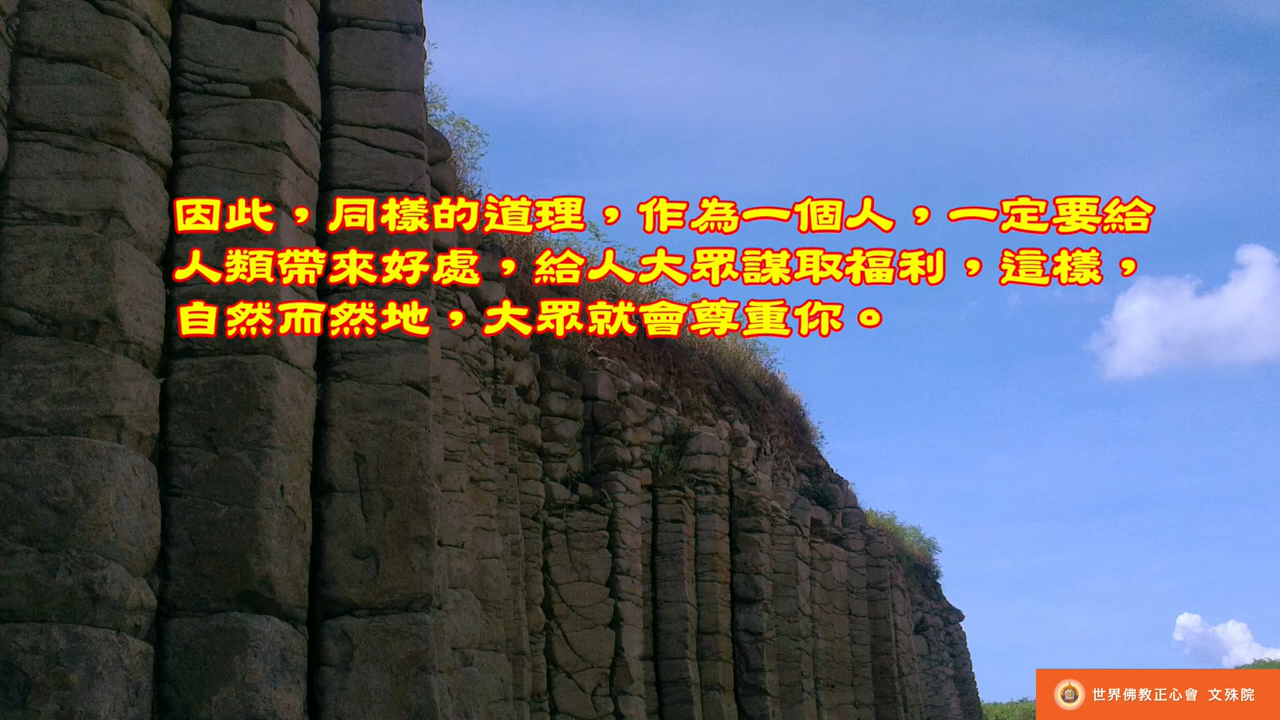 因此，同樣的道理，作為一個人，一定要給
人類帶來好處，給人大眾謀取福利，這樣，
自然而然地，大眾就會尊重你。
世界佛教正心會 文殊院